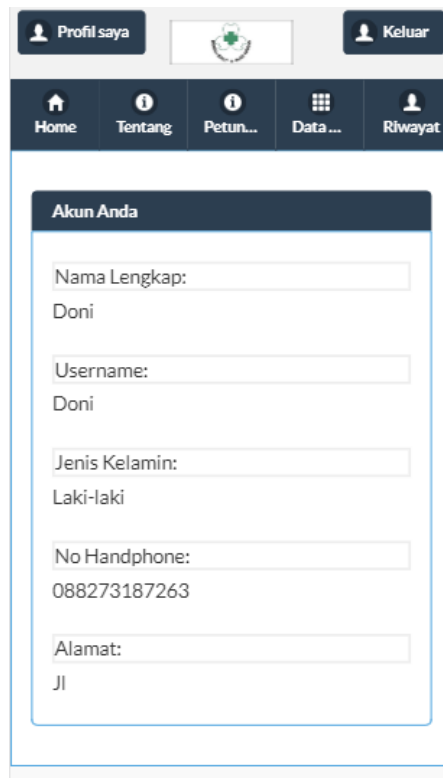 Profil saya
Keluar
Home Tentang Petun... Data ... Riwayat
Akun Anda
Nama Lengkap:
Doni
Username:
Doni
Jenis Kelamin:
Laki-laki
No Handphone:
088273187263
Alamat:
Jl